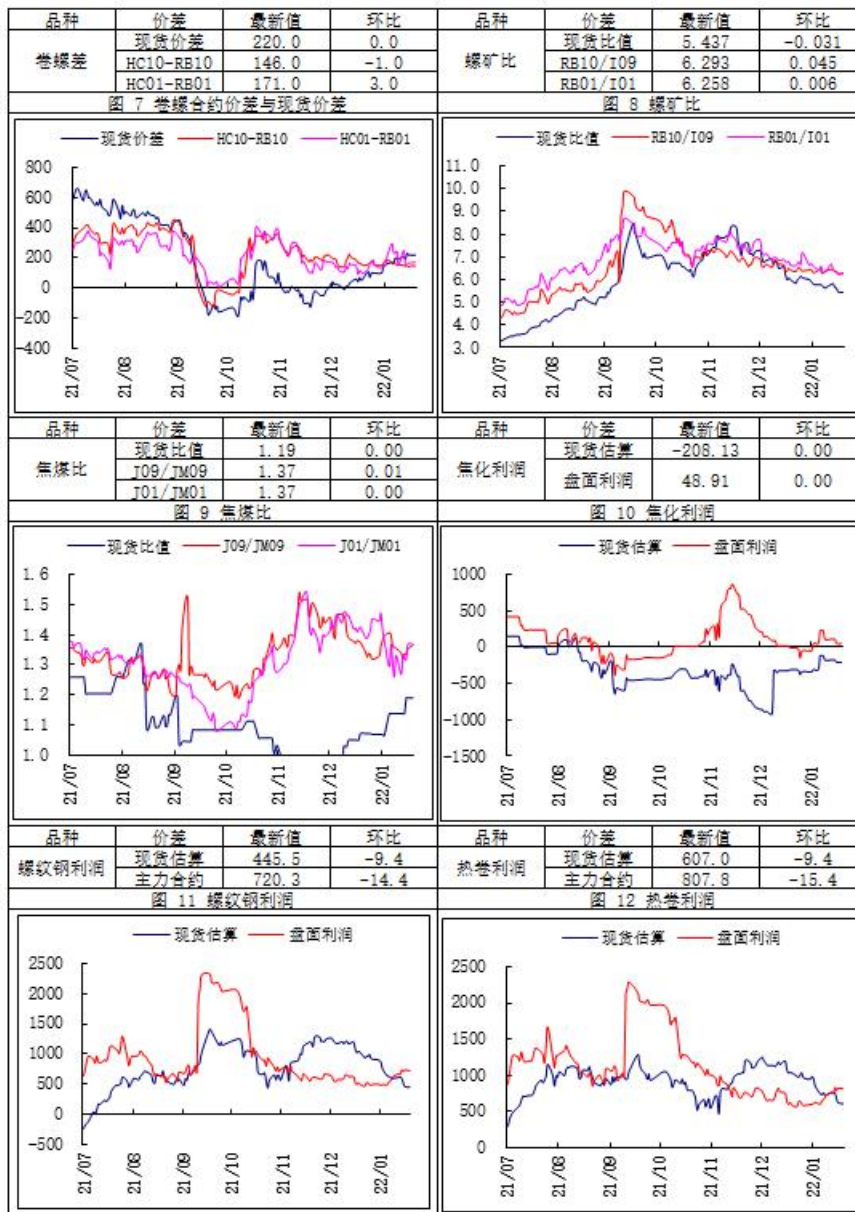 品种 价差 最新值 环比 品种 价差 最新值 环比
卷螺差 现货价差 220.0 0.0 螺矿比 现货比值 5.437 -0.031
HC10-RB10 146.0 -1.0 RB10/I09 6.293 0.045
HC01-RB01 171.0 3.0 RB01/I01 6.258 0.006
图 7 卷螺合约价差与现货价差 图 8 螺矿比
现货价差 HC10-RB10 HC01-RB01
800
600
400
200
0
-200
-400
21/07 21/08 21/09 21/10 21/11 21/12 22/01
现货比值 RB10/I09 RB01/I01
11.0
10.0
9.0
8.0
7.0
6.0
5.0
4.0
3.0
21/07 21/08 21/09 21/10 21/11 21/12 22/01
品种 价差 最新值 环比 品种 价差 最新值 环比
焦煤比 现货比值 1.19 0.00 焦化利润 现货估算 -208.13 0.00
J09/JM09 1.37 0.01 盘面利润 48.91 0.00
J01/JM01 1.37 0.00
图 9 焦煤比 图 10 焦化利润
现货比值 J09/JM09 J01/JM01
1.6
1.5
1.4
1.3
1.2
1.1
1.0
21/07 21/08 21/09 21/10 21/11 21/12 22/01
现货估算 盘面利润
1000
500
0
-500
-1000
-1500
21/07 21/08 21/09 21/10 21/11 21/12 22/01
品种 价差 最新值 环比 品种 价差 最新值 环比
螺纹钢利润 现货估算 445.5 -9.4 热卷利润 现货估算 607.0 -9.4
主力合约 720.3 -14.4 主力合约 807.8 -15.4
图 11 螺纹钢利润 图 12 热卷利润
现货估算 盘面利润
2500
2000
1500
1000
500
0
-500
21/07 21/08 21/09 21/10 21/11 21/12 22/01
现货估算 盘面利润
2500
2000
1500
1000
500
0
21/07 21/08 21/09 21/10 21/11 21/12 22/01